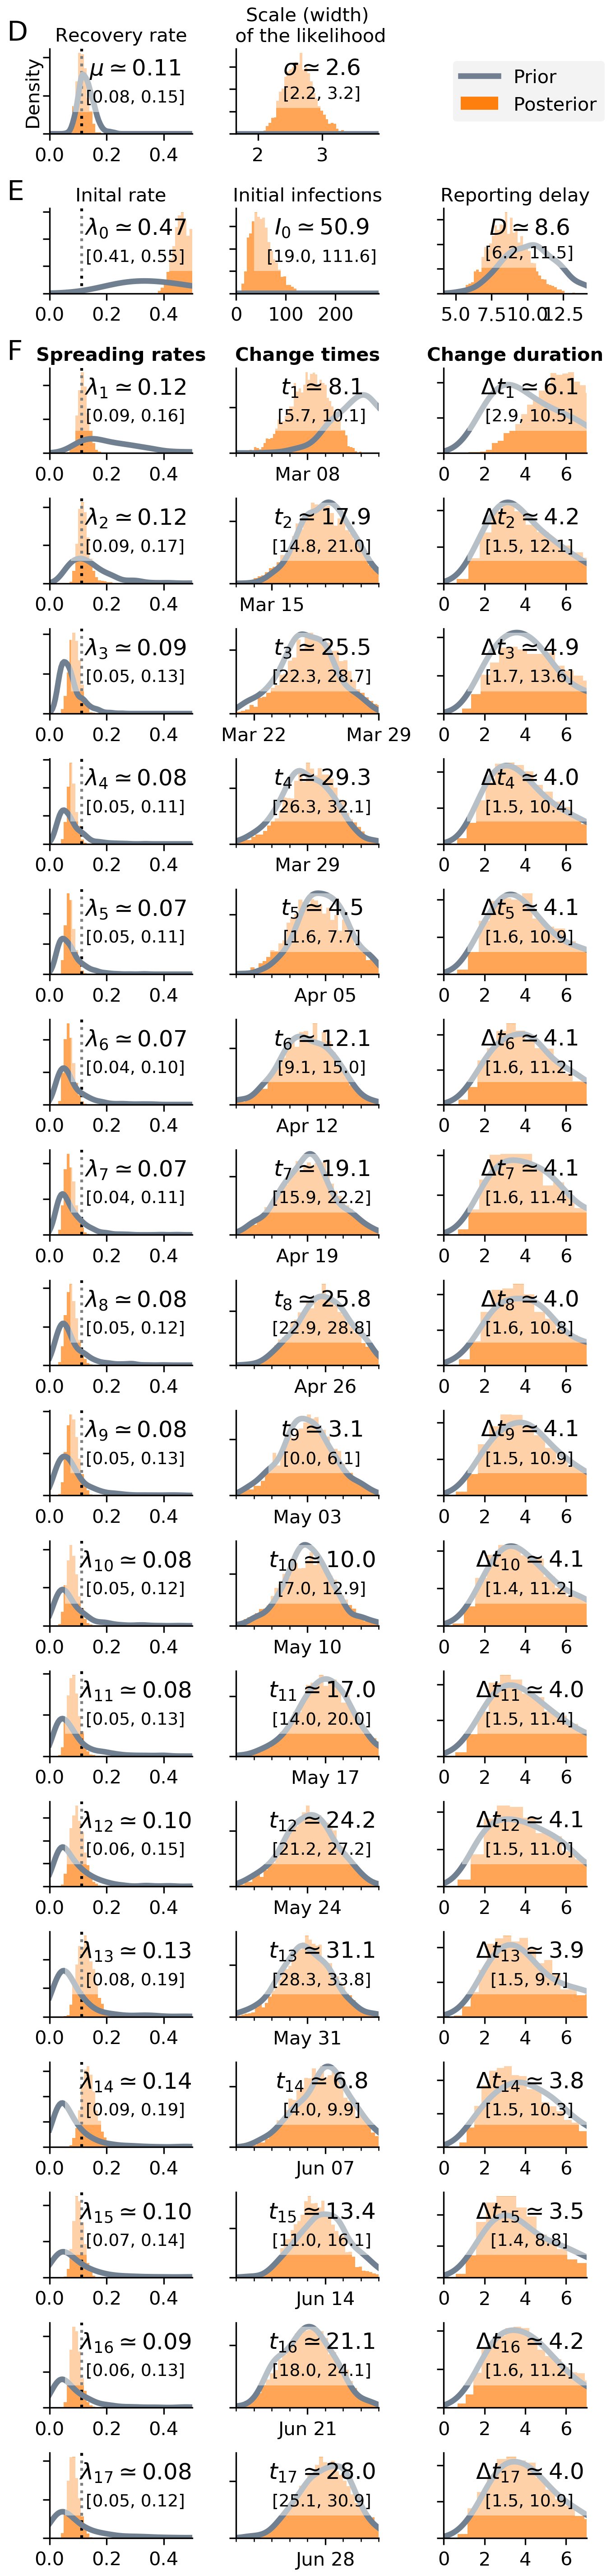 D
Recovery rate
Scale (width)
of the likelihood
Density
μ ≃ 0.11
[0.08, 0.15]
0.0 0.2 0.4
σ ≃ 2.6
[2.2, 3.2]
2 3
Prior
Posterior
E
Inital rate
Initial infections
Reporting delay
λ0 ≃ 0.47
[0.41, 0.55]
0.0 0.2 0.4
I0 ≃ 50.9
[19.0, 111.6]
0 100 200
D ≃ 8.6
[6.2, 11.5]
5.0 7.5 10.0 12.5
F
Spreading rates
Change times
Change duration
λ1 ≃ 0.12
[0.09, 0.16]
0.0 0.2 0.4
t1 ≃ 8.1
[5.7, 10.1]
Mar 08
Δt1 ≃ 6.1
[2.9, 10.5]
0 2 4 6
λ2 ≃ 0.12
[0.09, 0.17]
0.0 0.2 0.4
t2 ≃ 17.9
[14.8, 21.0]
Mar 15
Δt2 ≃ 4.2
[1.5, 12.1]
0 2 4 6
λ3 ≃ 0.09
[0.05, 0.13]
0.0 0.2 0.4
t3 ≃ 25.5
[22.3, 28.7]
Mar 22 Mar 29
Δt3 ≃ 4.9
[1.7, 13.6]
0 2 4 6
λ4 ≃ 0.08
[0.05, 0.11]
0.0 0.2 0.4
t4 ≃ 29.3
[26.3, 32.1]
Mar 29
Δt4 ≃ 4.0
[1.5, 10.4]
0 2 4 6
λ5 ≃ 0.07
[0.05, 0.11]
0.0 0.2 0.4
t5 ≃ 4.5
[1.6, 7.7]
Apr 05
Δt5 ≃ 4.1
[1.6, 10.9]
0 2 4 6
λ6 ≃ 0.07
[0.04, 0.10]
0.0 0.2 0.4
t6 ≃ 12.1
[9.1, 15.0]
Apr 12
Δt6 ≃ 4.1
[1.6, 11.2]
0 2 4 6
λ7 ≃ 0.07
[0.04, 0.11]
0.0 0.2 0.4
t7 ≃ 19.1
[15.9, 22.2]
Apr 19
Δt7 ≃ 4.1
[1.6, 11.4]
0 2 4 6
λ8 ≃ 0.08
[0.05, 0.12]
0.0 0.2 0.4
t8 ≃ 25.8
[22.9, 28.8]
Apr 26
Δt8 ≃ 4.0
[1.6, 10.8]
0 2 4 6
λ9 ≃ 0.08
[0.05, 0.13]
0.0 0.2 0.4
t9 ≃ 3.1
[0.0, 6.1]
May 03
Δt9 ≃ 4.1
[1.5, 10.9]
0 2 4 6
λ10 ≃ 0.08
[0.05, 0.12]
0.0 0.2 0.4
t10 ≃ 10.0
[7.0, 12.9]
May 10
Δt10 ≃ 4.1
[1.4, 11.2]
0 2 4 6
λ11 ≃ 0.08
[0.05, 0.13]
0.0 0.2 0.4
t11 ≃ 17.0
[14.0, 20.0]
May 17
Δt11 ≃ 4.0
[1.5, 11.4]
0 2 4 6
λ12 ≃ 0.10
[0.06, 0.15]
0.0 0.2 0.4
t12 ≃ 24.2
[21.2, 27.2]
May 24
Δt12 ≃ 4.1
[1.5, 11.0]
0 2 4 6
λ13 ≃ 0.13
[0.08, 0.19]
0.0 0.2 0.4
t13 ≃ 31.1
[28.3, 33.8]
May 31
Δt13 ≃ 3.9
[1.5, 9.7]
0 2 4 6
λ14 ≃ 0.14
[0.09, 0.19]
0.0 0.2 0.4
t14 ≃ 6.8
[4.0, 9.9]
Jun 07
Δt14 ≃ 3.8
[1.5, 10.3]
0 2 4 6
λ15 ≃ 0.10
[0.07, 0.14]
0.0 0.2 0.4
t15 ≃ 13.4
[11.0, 16.1]
Jun 14
Δt15 ≃ 3.5
[1.4, 8.8]
0 2 4 6
λ16 ≃ 0.09
[0.06, 0.13]
0.0 0.2 0.4
t16 ≃ 21.1
[18.0, 24.1]
Jun 21
Δt16 ≃ 4.2
[1.6, 11.2]
0 2 4 6
λ17 ≃ 0.08
[0.05, 0.12]
0.0 0.2 0.4
t17 ≃ 28.0
[25.1, 30.9]
Jun 28
Δt17 ≃ 4.0
[1.5, 10.9]
0 2 4 6